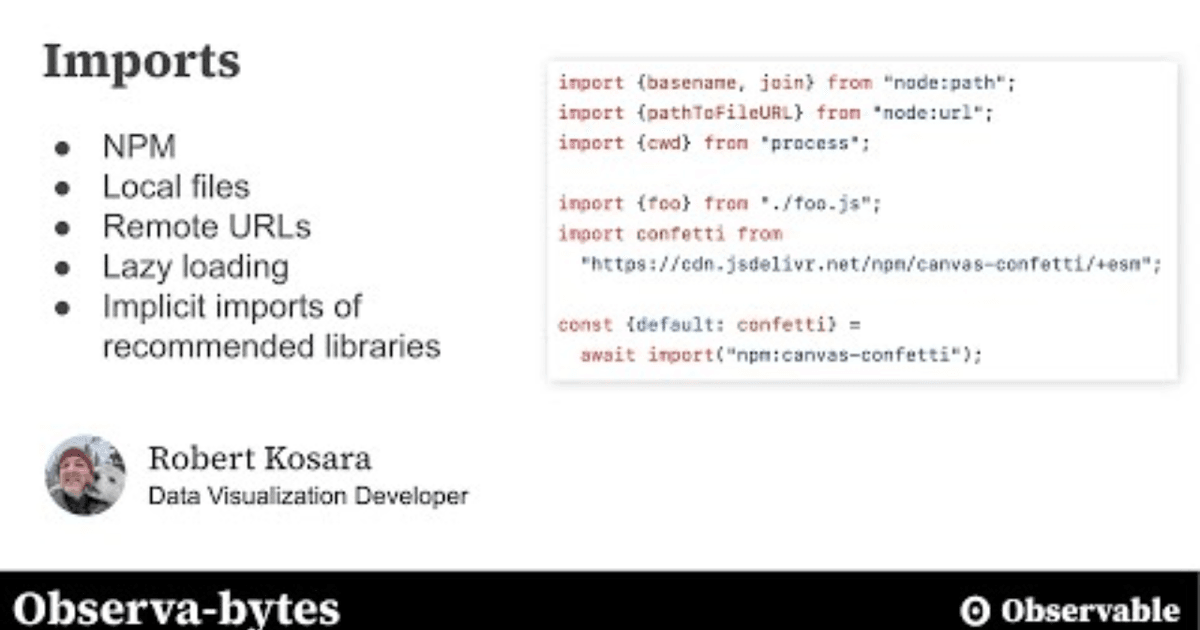 Imports
● NPM
● Local files
● Remote URLs
● Lazy loading
● Implicit imports of
recommended libraries
import {basename, join} from "node:path";
import {pathToFileURL} from "node:url";
import {cwd} from "process";
import {foo} from "./foo.js";
import confetti from
"https://cdn.jsdelivr.net/npm/canvas-confetti/+esm";
const {default: confetti} =
await import("npm:canvas-confetti");
Robert Kosara
Data Visualization Developer
Observa-bytes
Observable